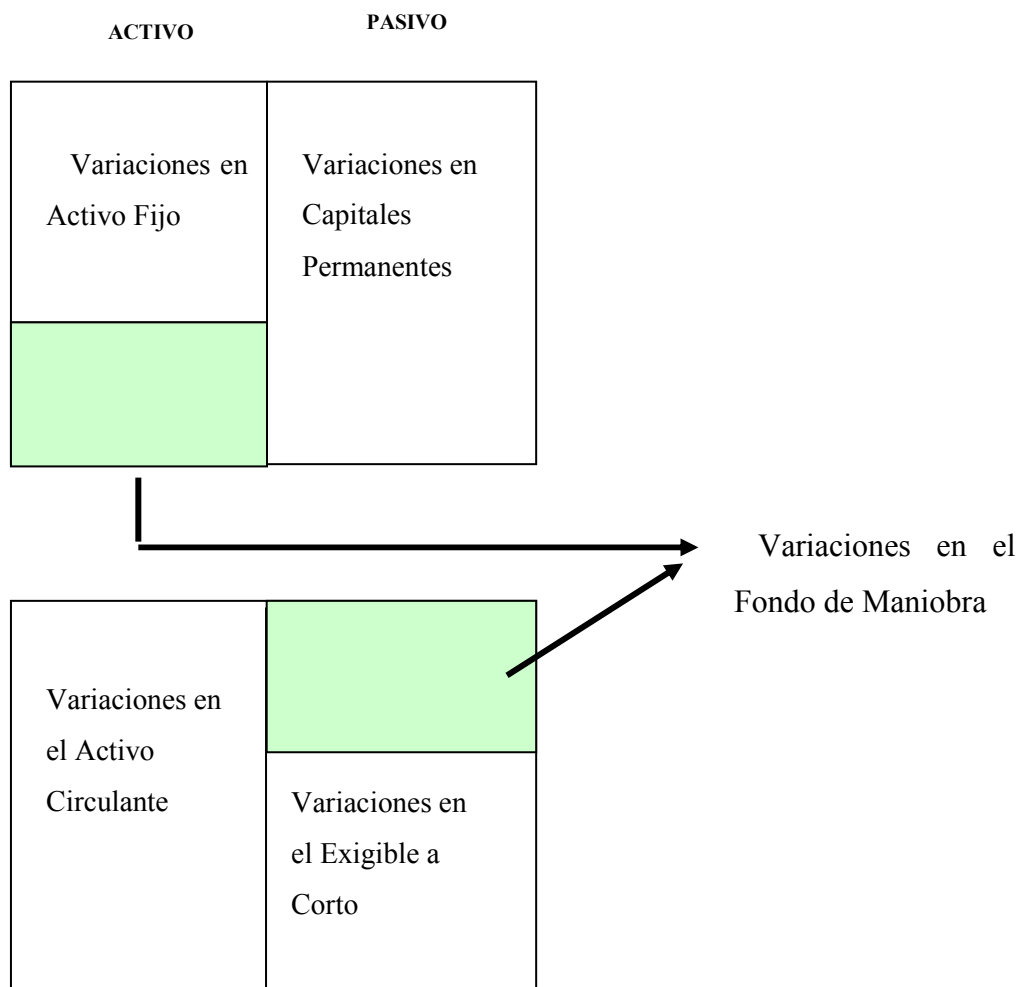 ACTIVO
PASIVO
Variaciones en
Activo Fijo
Variaciones en
Capitales
Permanentes
Variaciones en el
Fondo de Maniobra
Variaciones en
el Activo
Circulante
Variaciones en
el Exigible a
Corto